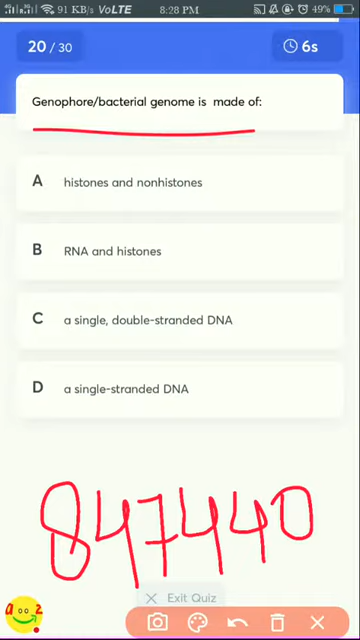 91 KB/s VoLTE 8:28 PM 49%
20 / 30 6s
Genophore/bacterial genome is made of:
A histones and nonhistones
B RNA and histones
C a single, double-stranded DNA
D a single-stranded DNA
847440
Exit Quiz
a z